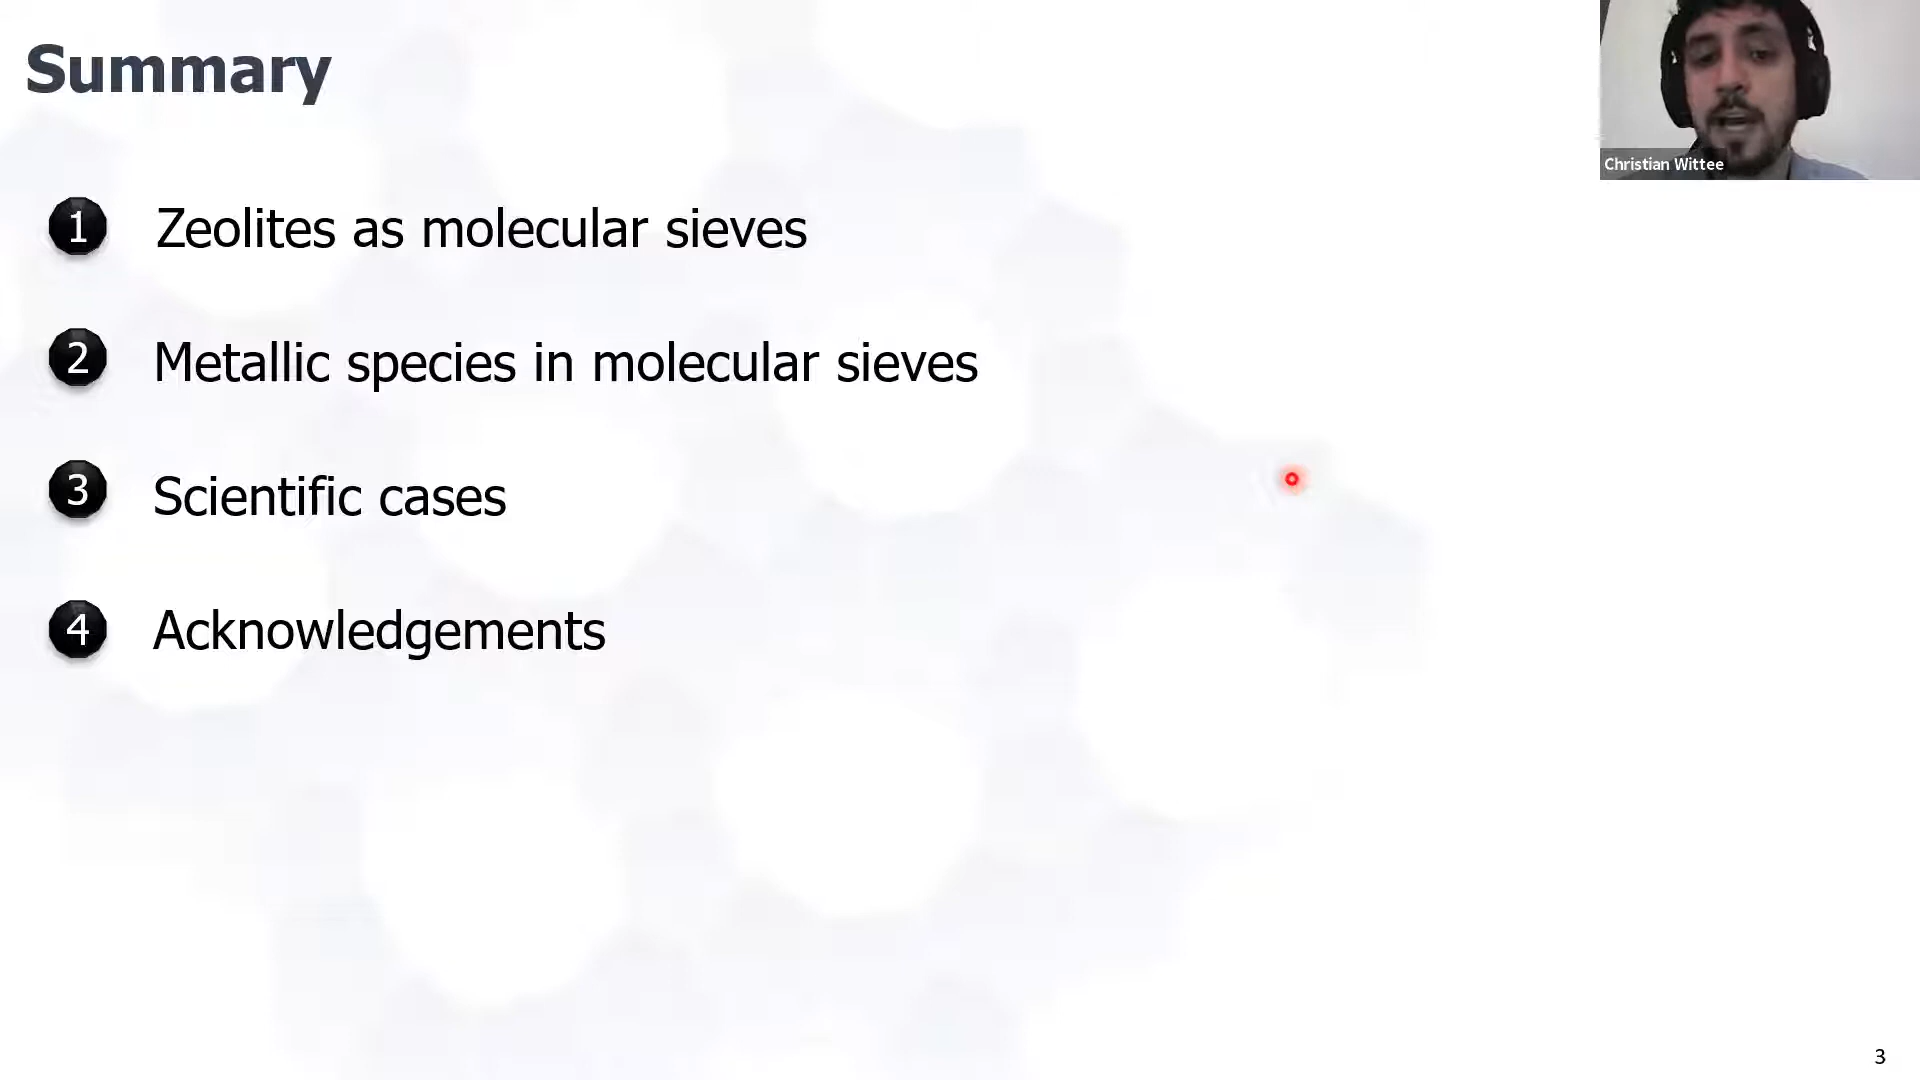 Summary
Christian Wittee
1 Zeolites as molecular sieves
2 Metallic species in molecular sieves
3 Scientific cases
4 Acknowledgements
3